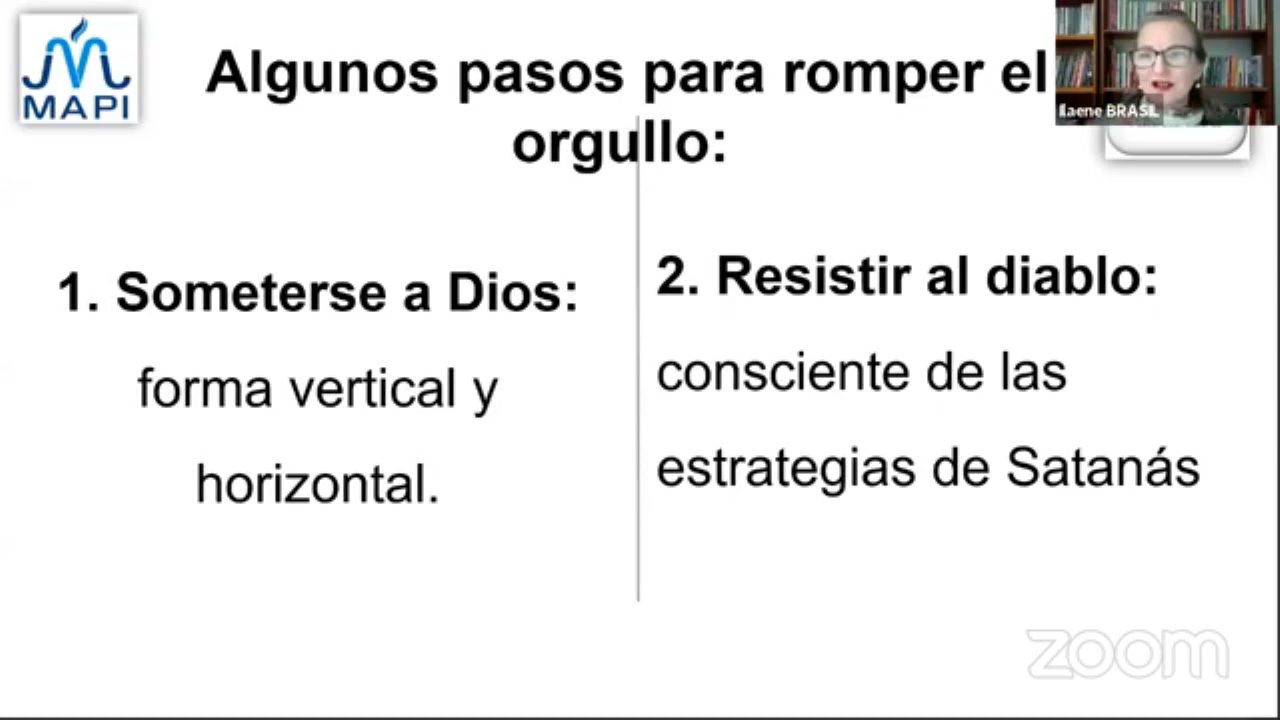 MAPI
Algunos pasos para romper el
orgullo:
BRASIL
1. Someterse a Dios:
forma vertical y
horizontal.
2. Resistir al diablo:
consciente de las
estrategias de Satanás
zoom